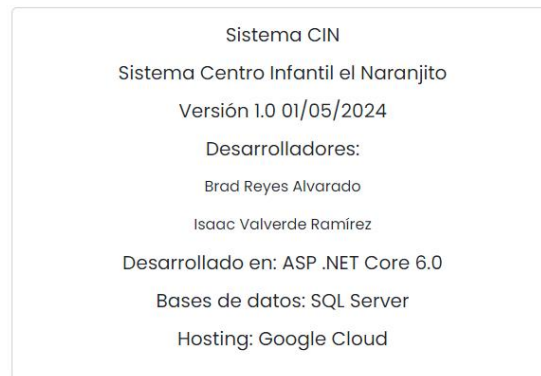 Sistema CIN
Sistema Centro Infantil el Naranjito
Versión 1.0 01/05/2024
Desarrolladores:
Brad Reyes Alvarado
Isaac Valverde Ramírez
Desarrollado en: ASP .NET Core 6.0
Bases de datos: SQL Server
Hosting: Google Cloud